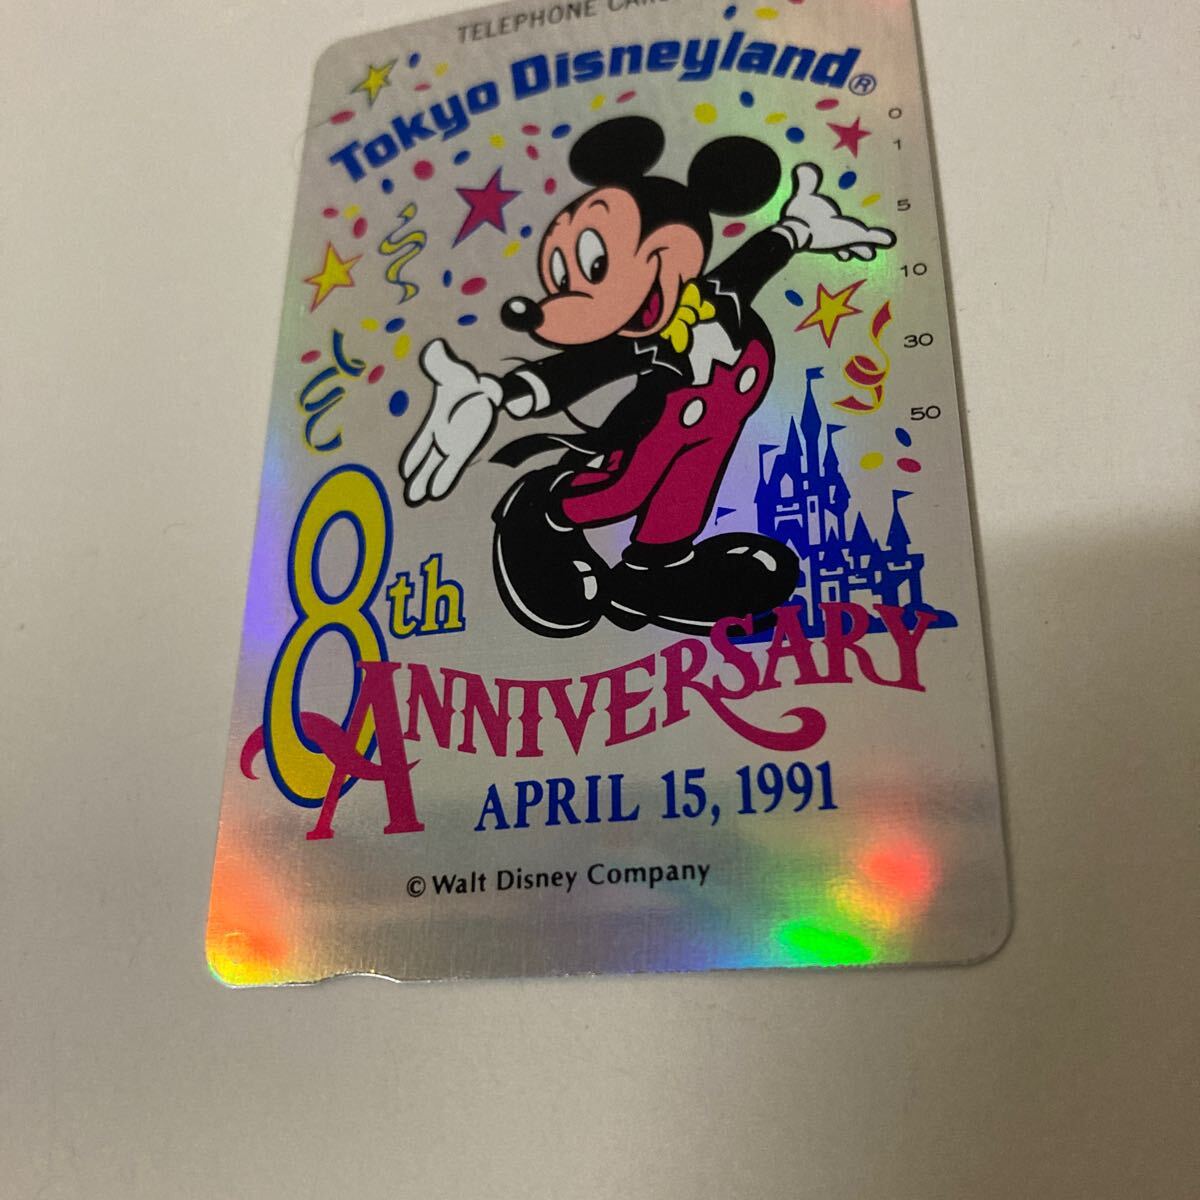 TELEPHONE CARD
Tokyo Disneyland®
0
1
5
10
30
50
8th
ANNIVERSARY
APRIL 15, 1991
© Walt Disney Company